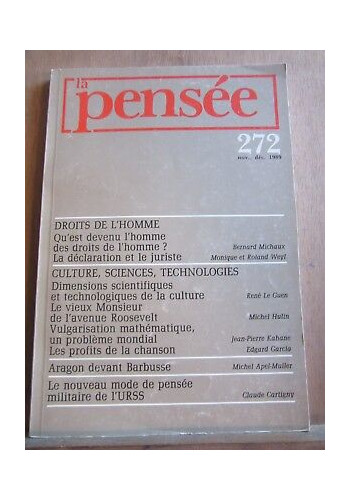 la
pensée
272
nov., déc. 1989
DROITS DE L'HOMME
Qu'est devenu l'homme
des droits de l'homme ? Bernard Michaux
La déclaration et le juriste Monique et Roland Weyl
CULTURE, SCIENCES, TECHNOLOGIES
Dimensions scientifiques
et technologiques de la culture René Le Guen
Le vieux Monsieur
de l'avenue Roosevelt Michel Hulin
Vulgarisation mathématique,
un problème mondial Jean-Pierre Kahane
Les profits de la chanson Edgard Garcia
Aragon devant Barbusse Michel Apel-Muller
Le nouveau mode de pensée
militaire de l'URSS Claude Cartigny